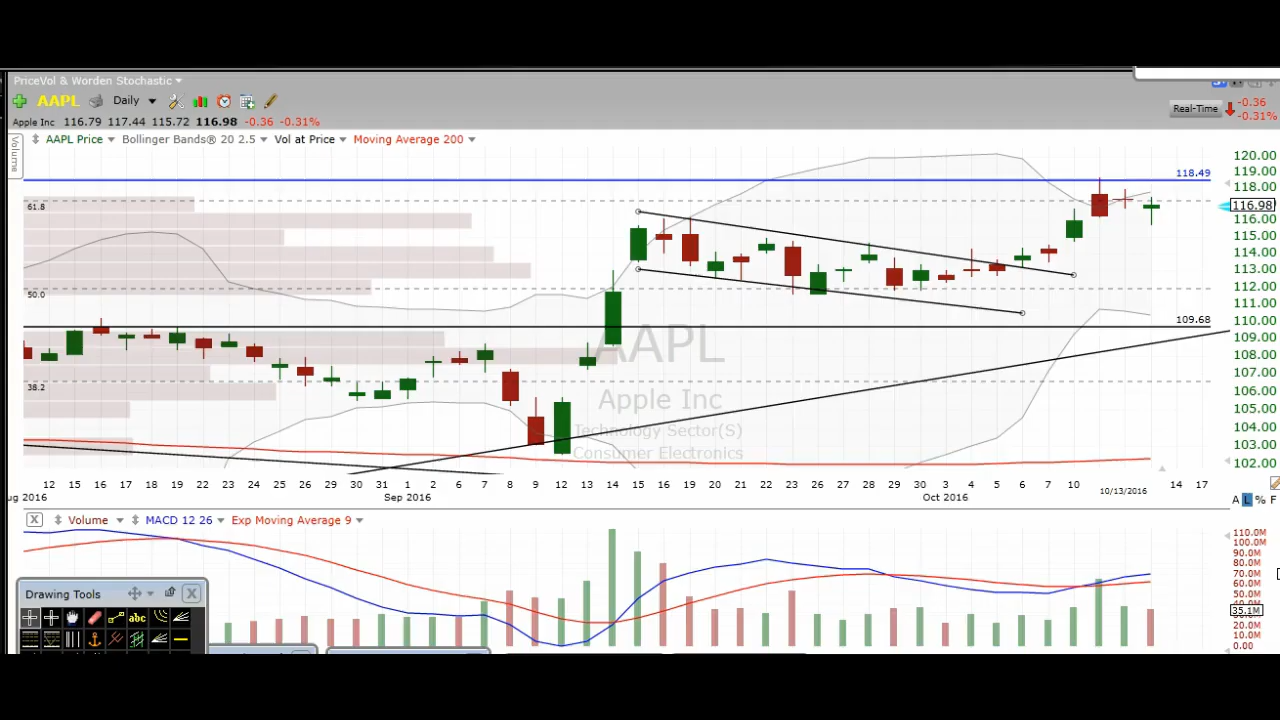 PriceVol & Worden Stochastic
AAPL Daily
Real-Time -0.36
-0.31%
Apple Inc 116.79 117.44 115.72 116.98 -0.36 -0.31%
Volume
AAPL Price Bollinger Bands® 20 2.5 Vol at Price Moving Average 200
120.00
119.00
118.49
118.00
61.8
116.98
116.00
115.00
114.00
113.00
50.0
112.00
111.00
109.68
110.00
109.00
AAPL
108.00
107.00
38.2
106.00
Apple Inc
105.00
Technology Sector(S)
104.00
Consumer Electronics
103.00
102.00
12 15 16 17 18 19 22 23 24 25 26 29 30 31 2 6 7 8 9 12 13 14 15 16 19 20 21 22 23 26 27 28 29 30 3 4 5 6 7 10 14 17
ug 2016 Sep 2016 Oct 2016 10/13/2016
A L % F
X Volume MACD 12 26 Exp Moving Average 9
110.0M
100.0M
90.0M
80.0M
70.0M
60.0M
50.0M
35.1M
20.0M
10.0M
0.00
Drawing Tools X
abc